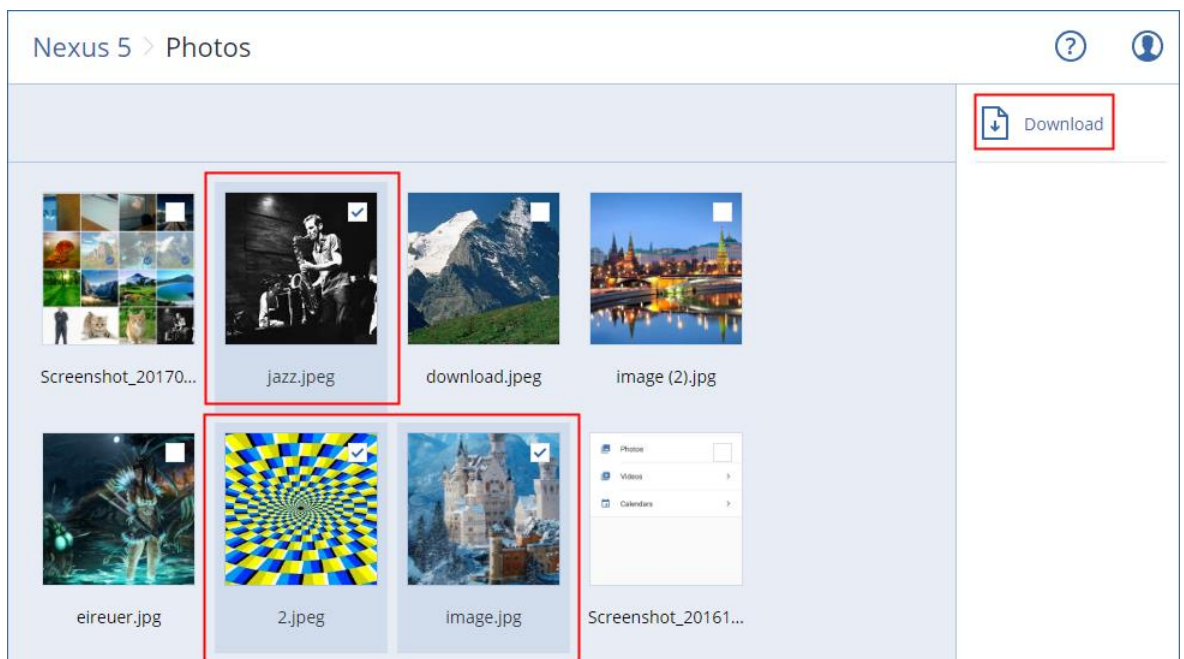 Nexus 5 > Photos
Download
Screenshot_20170...
jazz.jpeg
download.jpeg
image (2).jpg
Photos
Videos
Calendars
eireuer.jpg
2.jpeg
image.jpg
Screenshot_20161...